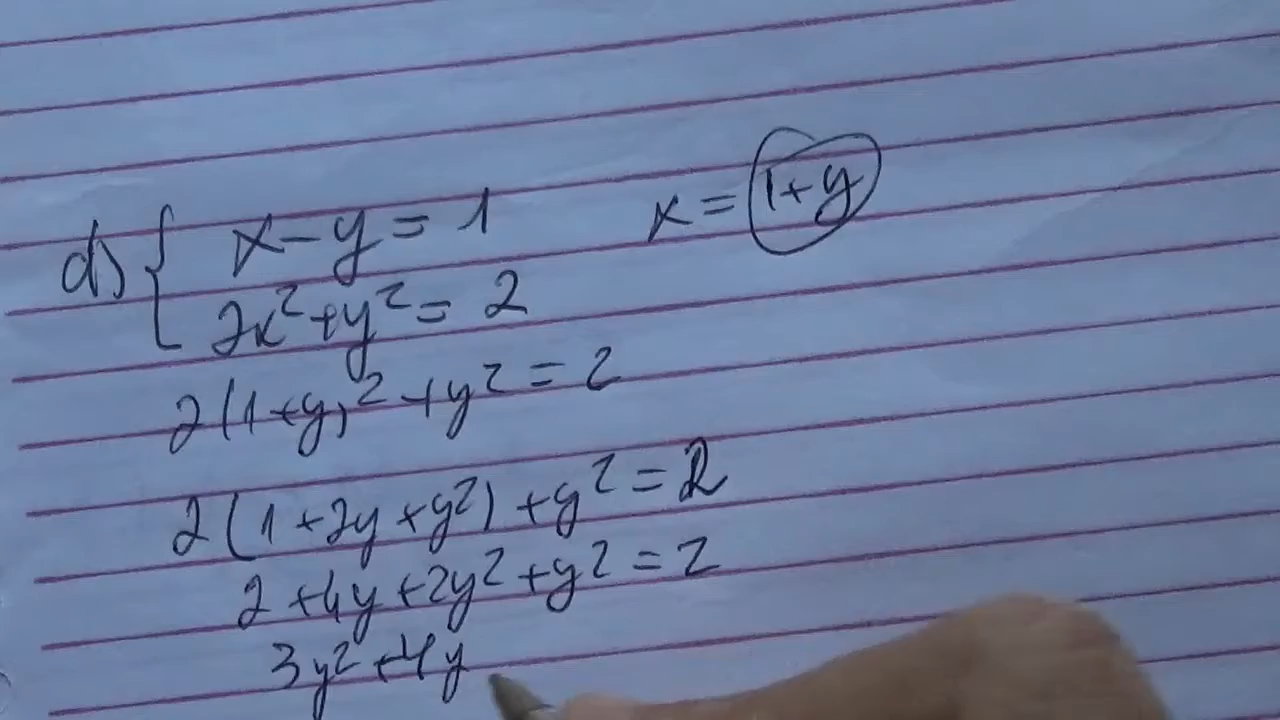 d) { x - y = 1    x = 1 + y
2x² + y² = 2
2(1 + y)² + y² = 2
2(1 + 2y + y²) + y² = 2
2 + 4y + 2y² + y² = 2
3y² + 4y